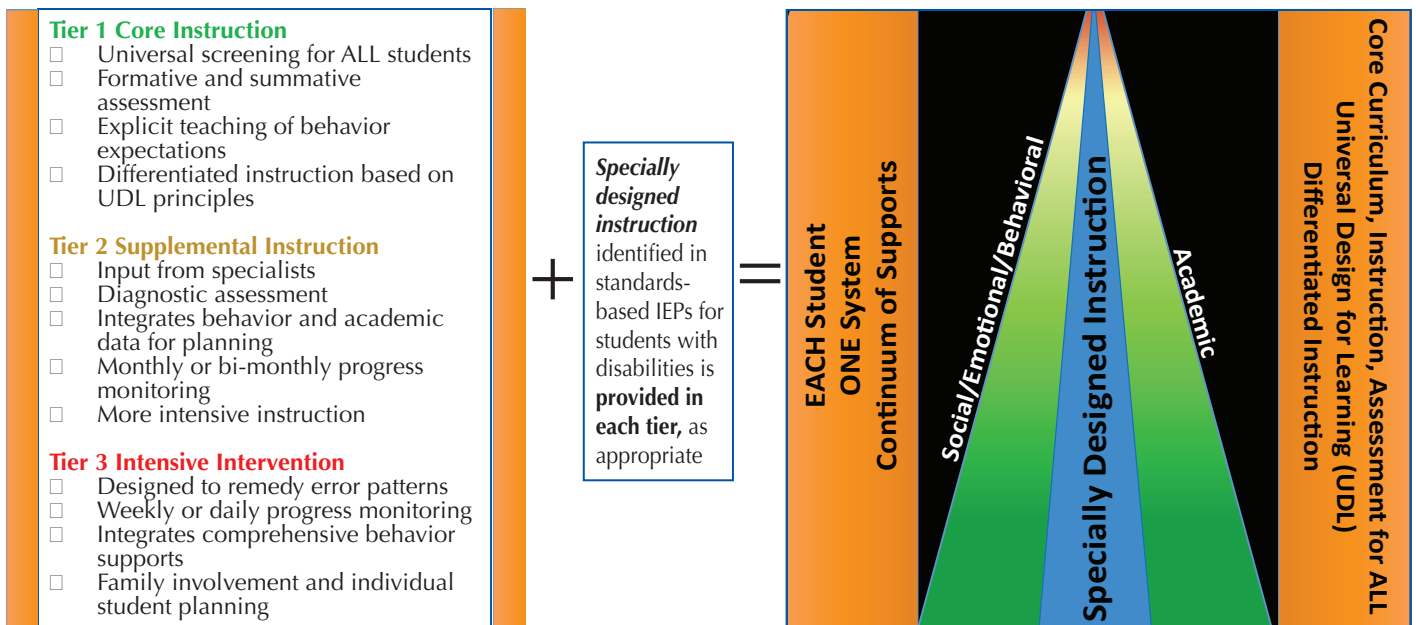 Tier 1 Core Instruction
□ Universal screening for ALL students
□ Formative and summative
assessment
□ Explicit teaching of behavior
expectations
□ Differentiated instruction based on
UDL principles
Tier 2 Supplemental Instruction
□ Input from specialists
□ Diagnostic assessment
□ Integrates behavior and academic
data for planning
□ Monthly or bi-monthly progress
monitoring
□ More intensive instruction
Tier 3 Intensive Intervention
□ Designed to remedy error patterns
□ Weekly or daily progress monitoring
□ Integrates comprehensive behavior
supports
□ Family involvement and individual
student planning
+
Specially
designed
instruction
identified in
standards-
based IEPs for
students with
disabilities is
provided in
each tier, as
appropriate
=
EACH Student
ONE System
Continuum of Supports
Social/Emotional/Behavioral
Specially Designed Instruction
Academic
Core Curriculum, Instruction, Assessment for ALL
Universal Design for Learning (UDL)
Differentiated Instruction